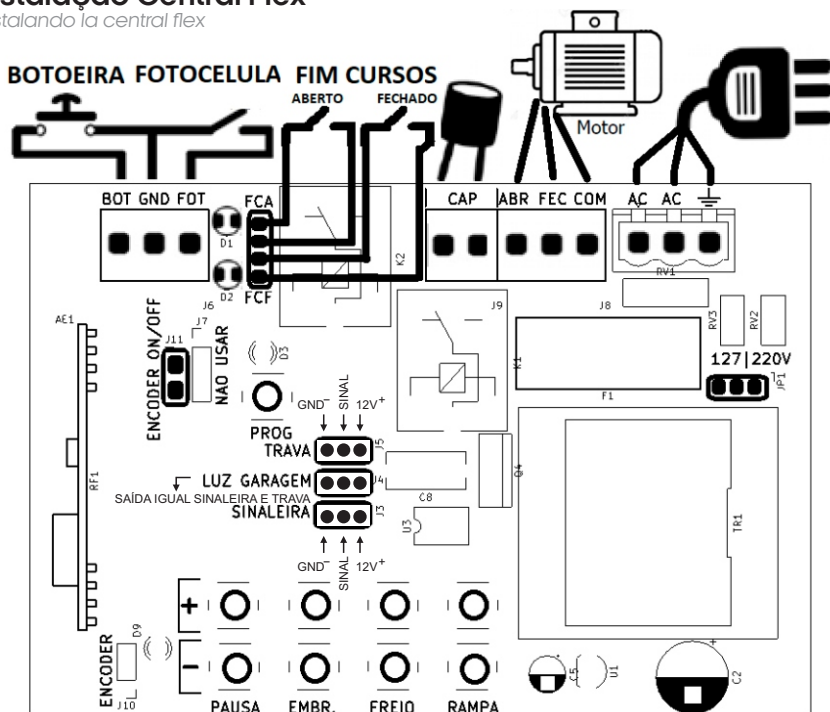 stalação Central Flex
stalando la central flex
BOTOEIRA FOTOCELULA FIM CURSOS
ABERTO FECHADO
Motor
BOT GND FOT FCA CAP ABR FEC COM AC AC
D1
K2
RV1
D2 FCF
J6
J7
J9
J8
AE1
J11
ENCODER ON/OFF
NAO USAR
D3
RV3
RV2
K1
127|220V
F1
JP1
GND⁻ SINAL 12V⁺
PROG
TRAVA
J5
LUZ GARAGEM
J4
SAÍDA IGUAL SINALEIRA E TRAVA
SINALEIRA
J3
C8
Q4
U3
RF1
TR1
GND⁻ SINAL 12V⁺
+
D9
ENCODER
J10
-
C5
U1
+
C2
PAUSA EMBR. FREIO RAMPA